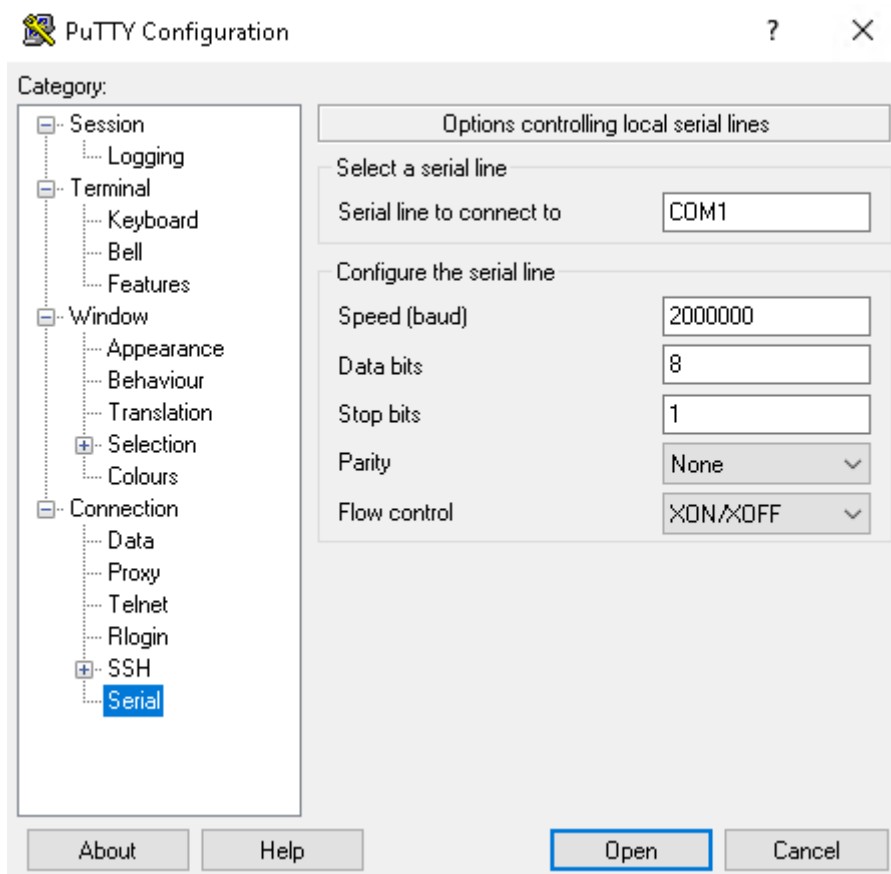 PuTTY Configuration
?
Category:
Session
Logging
Terminal
Keyboard
Bell
Features
Window
Appearance
Behaviour
Translation
Selection
Colours
Connection
Data
Proxy
Telnet
Rlogin
SSH
Serial
Options controlling local serial lines
Select a serial line
Serial line to connect to COM1
Configure the serial line
Speed (baud) 2000000
Data bits 8
Stop bits 1
Parity None
Flow control XON/XOFF
About Help Open Cancel